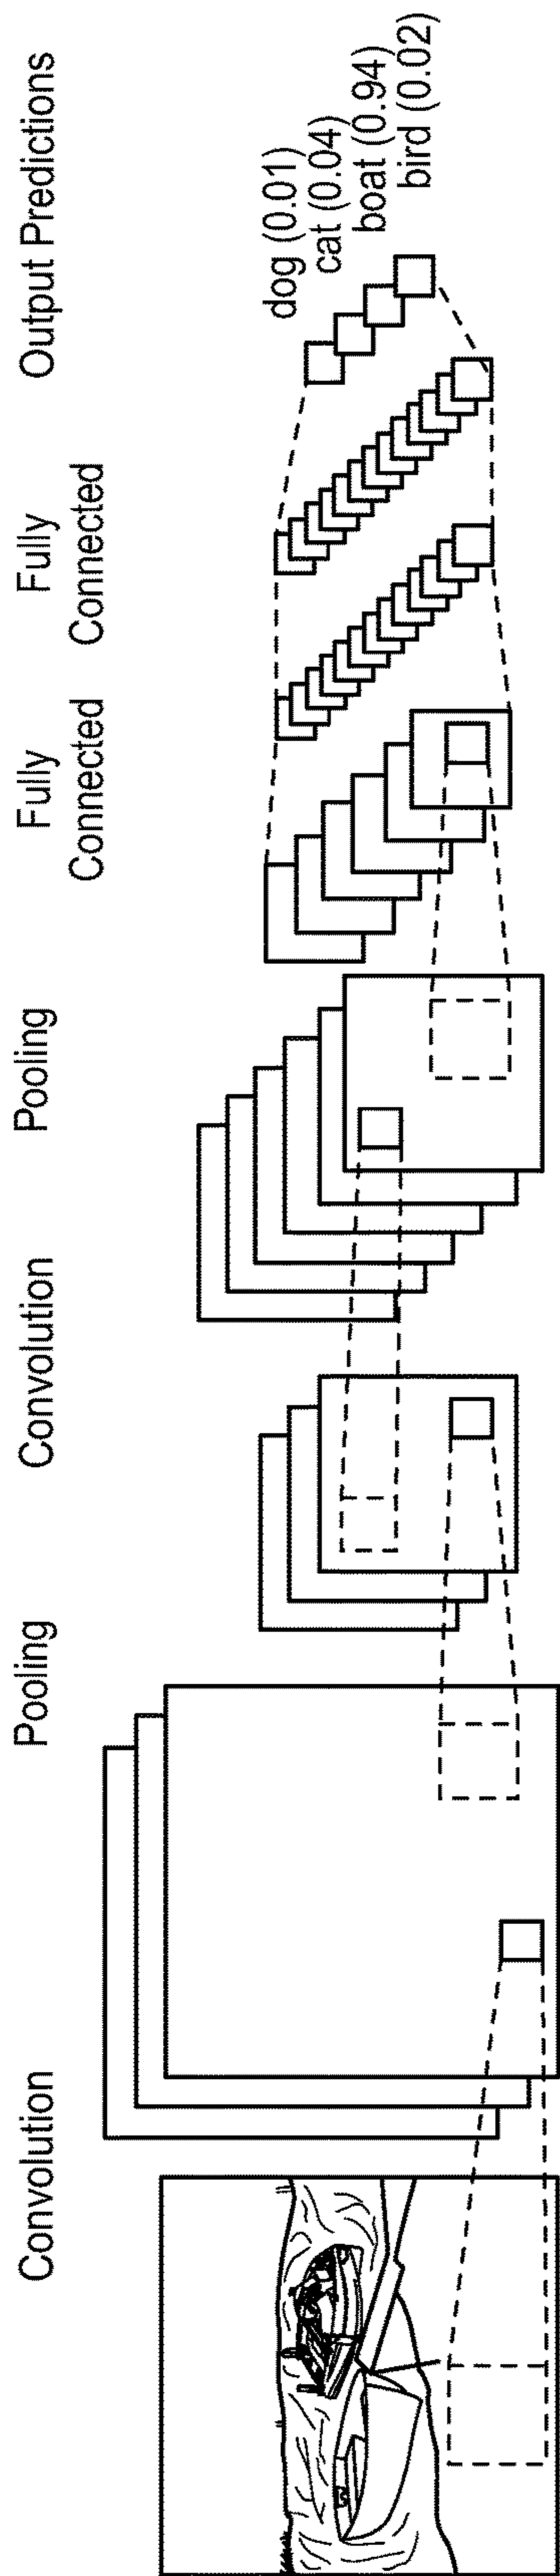 Convolution
Pooling
Convolution
Pooling
Fully
Connected
Fully
Connected
Output Predictions
dog (0.01)
cat (0.04)
boat (0.94)
bird (0.02)